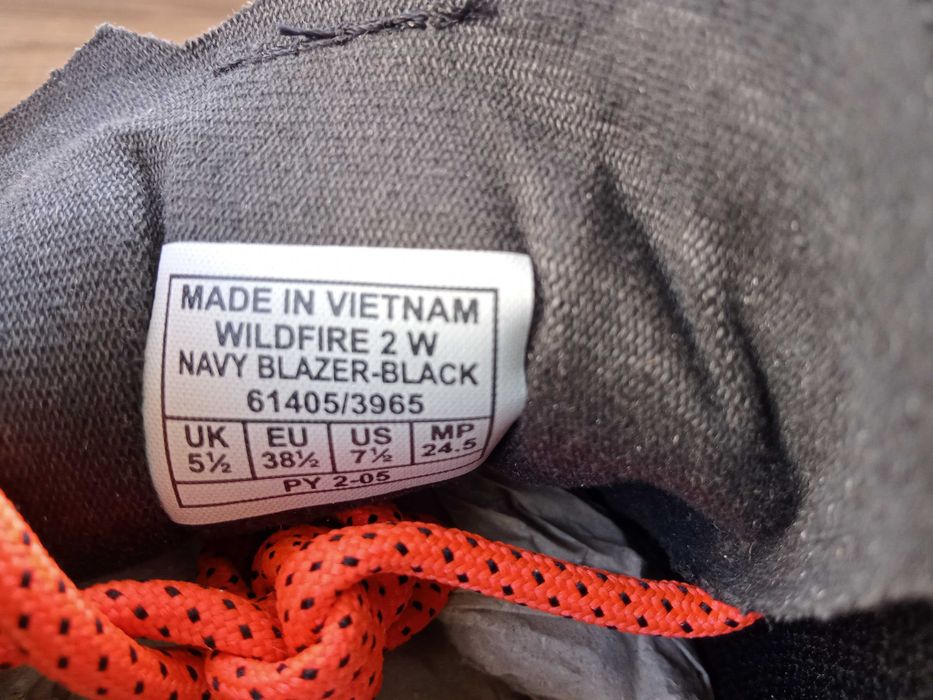 MADE IN VIETNAM
WILDFIRE 2 W
NAVY BLAZER-BLACK
61405/3965
UK EU US MP
5½ 38½ 7½ 24.5
PY 2-05